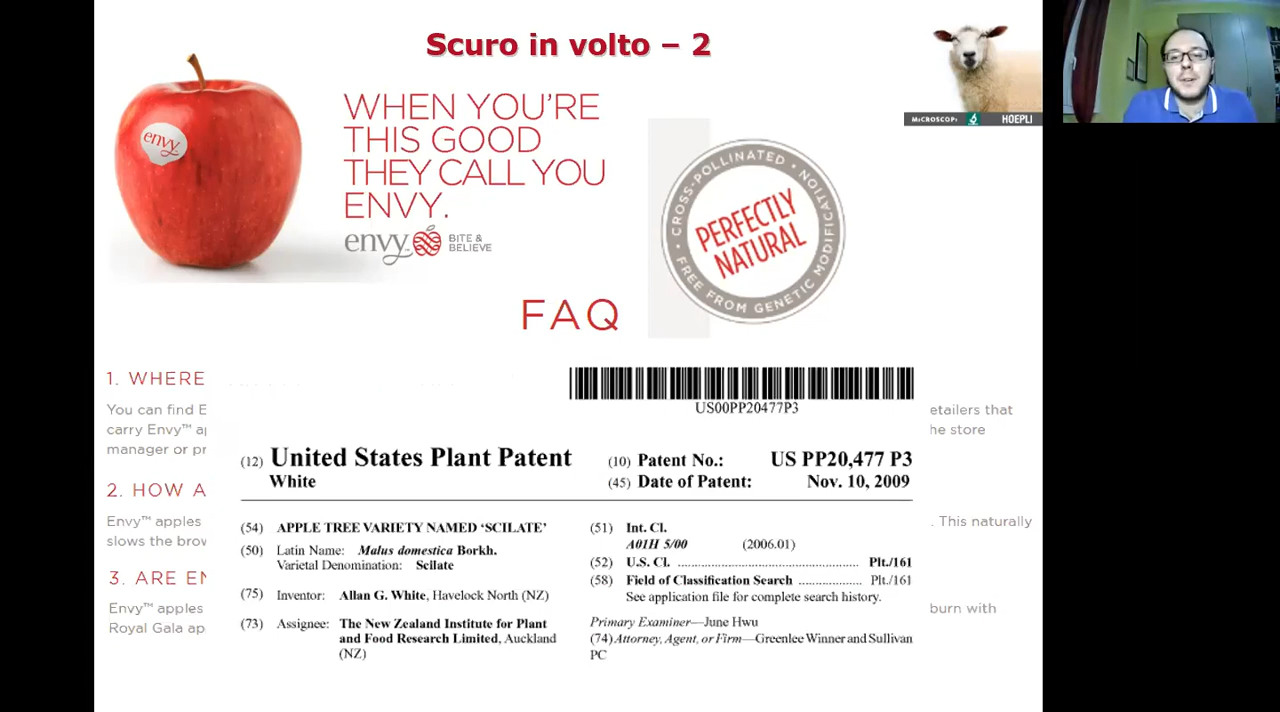 Scuro in volto – 2
envy
WHEN YOU'RE
THIS GOOD
THEY CALL YOU
ENVY.
envy™ BITE &
BELIEVE
CROSS-POLLINATED • NO MODIFICATION • FREE FROM GENETIC
PERFECTLY
NATURAL
MICROSCOPI
HOEPLI
FAQ
1. WHERE
You can find E
etailers that
carry Envy™ ap
he store
manager or pr
US00PP20477P3
(12) United States Plant Patent
White
(10) Patent No.: US PP20,477 P3
(45) Date of Patent: Nov. 10, 2009
2. HOW A
Envy™ apples
. This naturally
slows the brow
3. ARE EN
Envy™ apples
burn with
Royal Gala ap
(54) APPLE TREE VARIETY NAMED 'SCILATE'
(50) Latin Name: Malus domestica Borkh.
Varietal Denomination: Scilate
(75) Inventor: Allan G. White, Havelock North (NZ)
(73) Assignee: The New Zealand Institute for Plant
and Food Research Limited, Auckland
(NZ)
(51) Int. Cl.
A01H 5/00 (2006.01)
(52) U.S. Cl. .................................................. Plt./161
(58) Field of Classification Search ................. Plt./161
See application file for complete search history.
Primary Examiner—June Hwu
(74) Attorney, Agent, or Firm—Greenlee Winner and Sullivan
PC